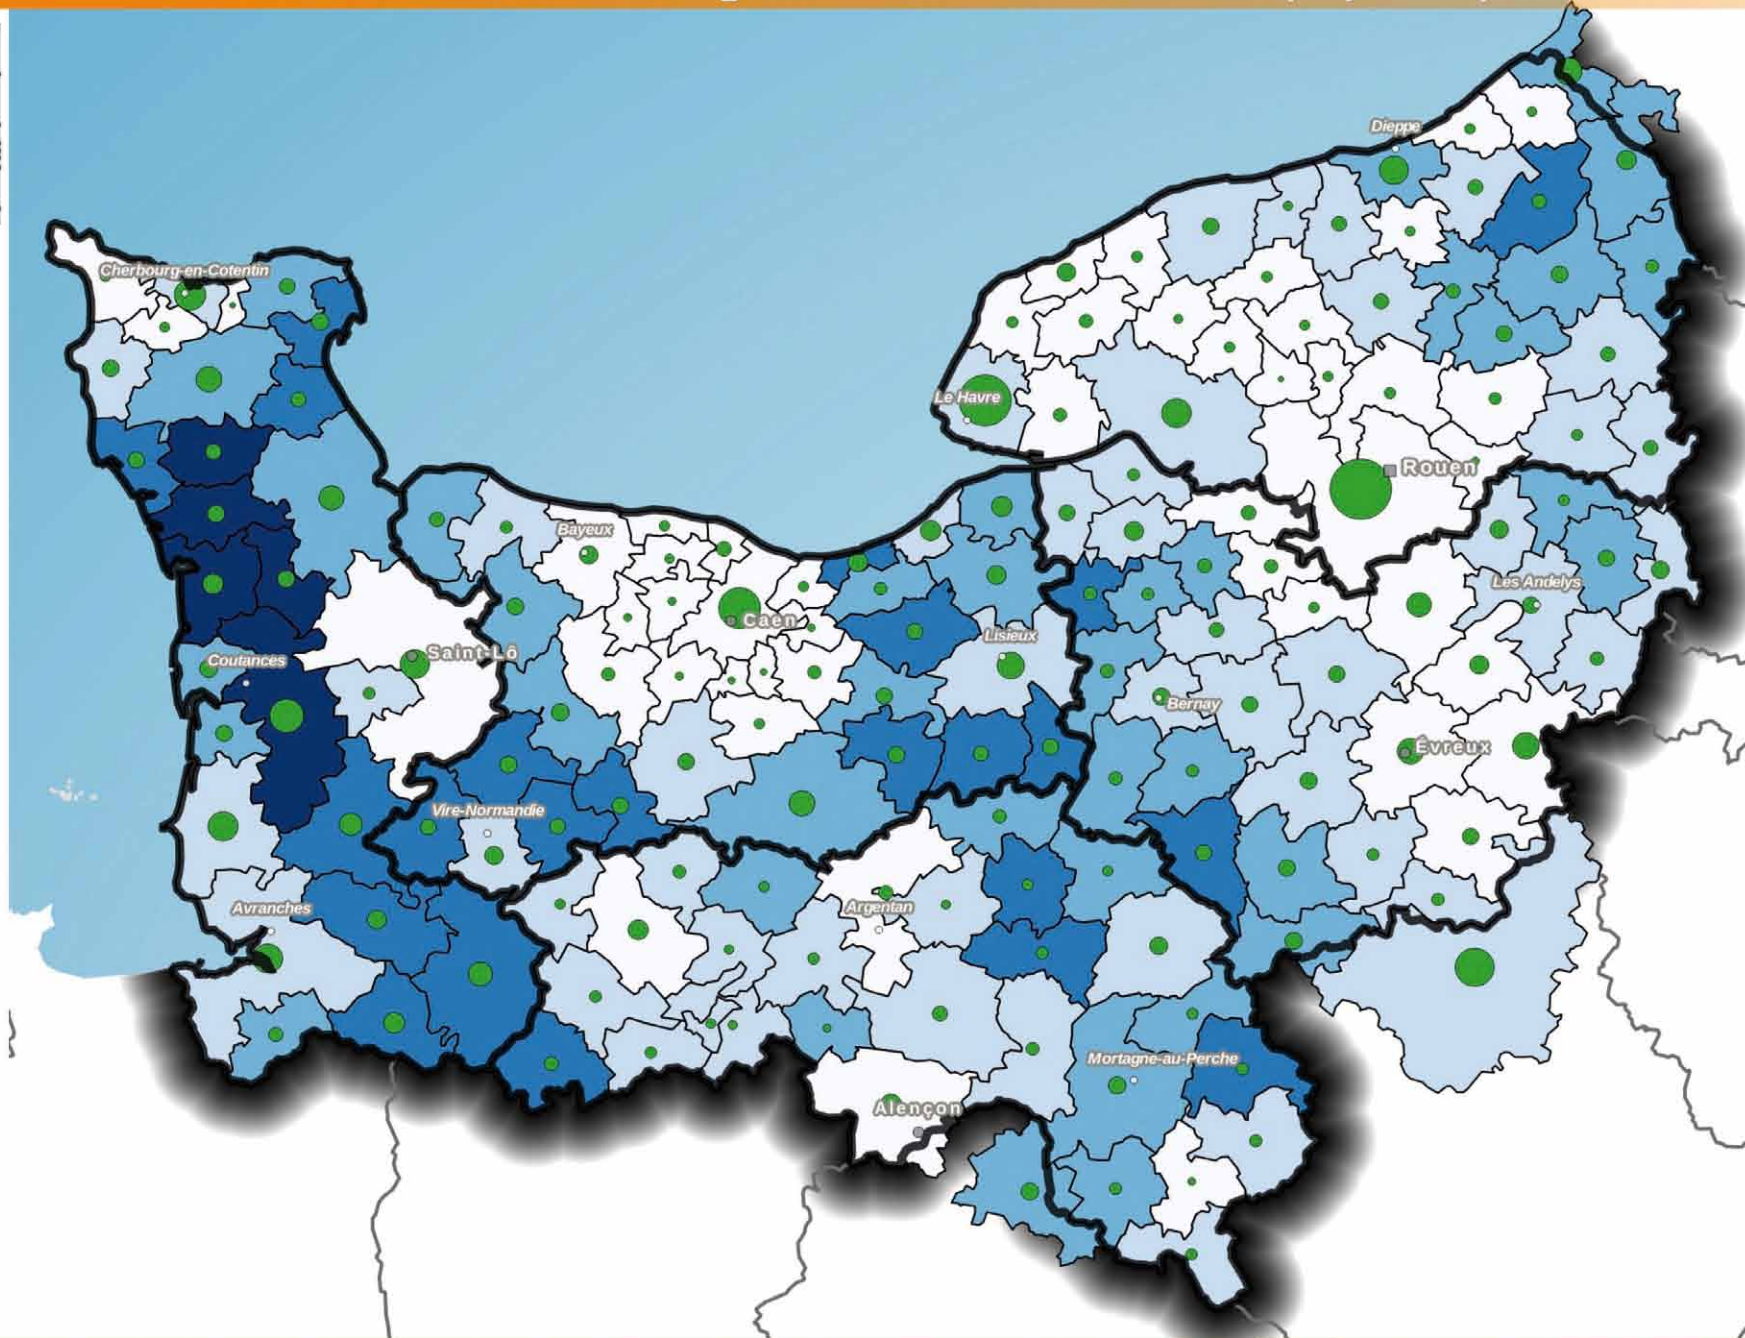 Dieppe
Cherbourg-en-Cotentin
Le Havre
Rouen
Bayeux
Les Andelys
Caen
Lisieux
Saint-Lô
Coutances
Bernay
Évreux
Vire-Normandie
Avranches
Argentan
Mortagne-au-Perche
Alençon